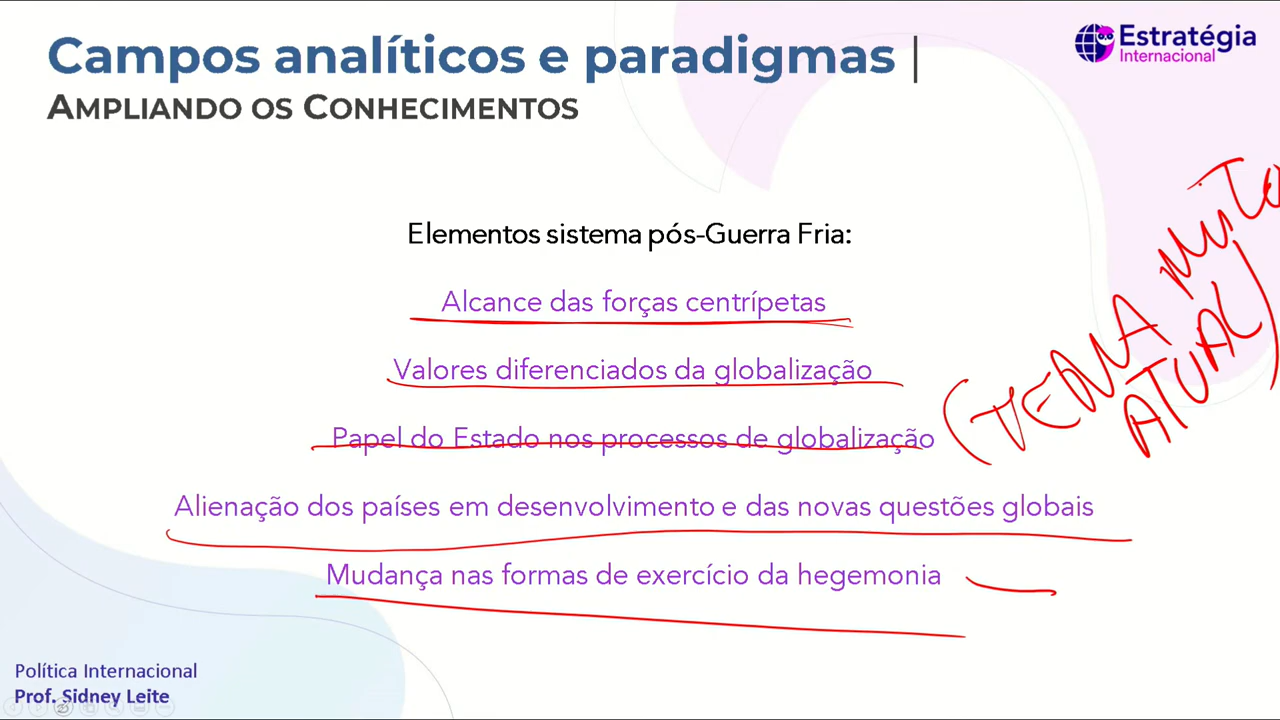 Campos analíticos e paradigmas |
AMPLIANDO OS CONHECIMENTOS
Estratégia
Internacional
Elementos sistema pós-Guerra Fria:
Alcance das forças centrípetas
Valores diferenciados da globalização
Papel do Estado nos processos de globalização
(TEMA MUITO
ATUAL)
Alienação dos países em desenvolvimento e das novas questões globais
Mudança nas formas de exercício da hegemonia
Política Internacional
Prof. Sidney Leite